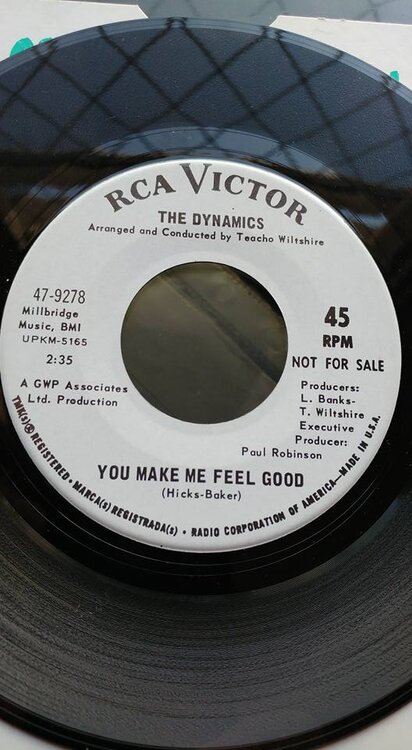 RCA VICTOR
THE DYNAMICS
Arranged and Conducted by Teacho Wiltshire
47-9278
Millbridge
Music, BMI
UPKM-5165
2:35
45
RPM
NOT FOR SALE
A GWP Associates
Ltd. Production
Producers:
L. Banks-
T. Wiltshire
Executive
Producer:
Paul Robinson
YOU MAKE ME FEEL GOOD
(Hicks-Baker)
TMK(s) ® REGISTERED • MARCA(s) REGISTRADA(s) • RADIO CORPORATION OF AMERICA—MADE IN U.S.A.